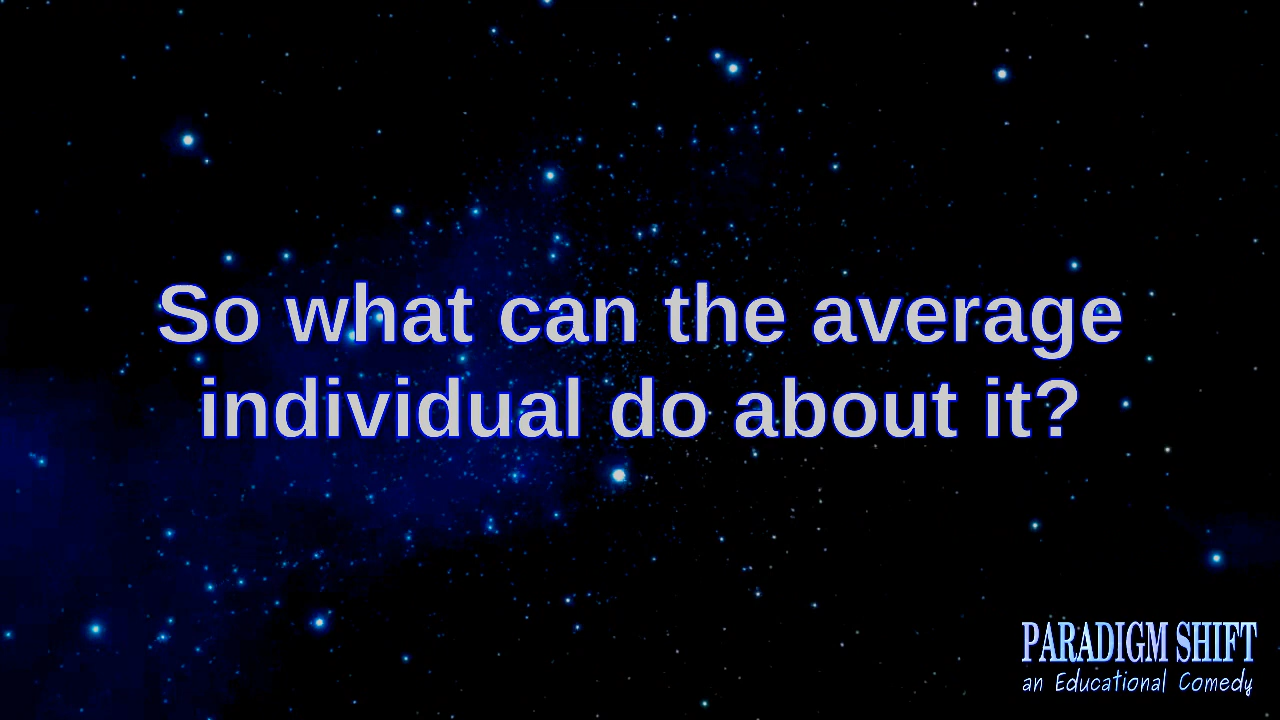 So what can the average
individual do about it?
PARADIGM SHIFT
an Educational Comedy